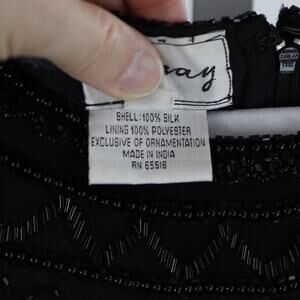 SHELL: 100% SILK
LINING 100% POLYESTER
EXCLUSIVE OF ORNAMENTATION
MADE IN INDIA
RN 65518